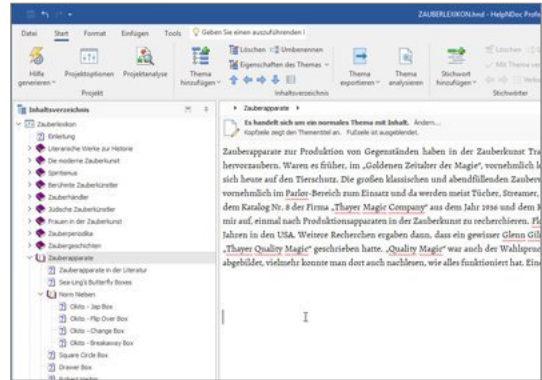 ZAUBERLEXIKON.hnd - HelpNDoc Profe
Datei Start Format Einfügen Tools Geben Sie einen auszuführenden I
Hilfe generieren
Projektoptionen
Projektanalyse
Projekt
Thema hinzufügen
Löschen
Umbenennen
Eigenschaften des Themas
Inhaltsverzeichnis
Thema exportieren
Thema analysieren
Stichwort hinzufügen
Löschen
Stichwörter
Inhaltsverzeichnis
Zauberlexikon
Einleitung
Literarische Werke zur Historie
Die moderne Zauberkunst
Spiritismus
Berühmte Zauberkünstler
Zauberhändler
Jüdische Zauberkünstler
Frauen in der Zauberkunst
Zauberperiodika
Zaubergeschichten
Zauberapparate
Zauberapparate in der Literatur
Sea-Ling's Butterfly Boxes
Norm Nielsen
Okito - Jap Box
Okito - Flip Over Box
Okito - Change Box
Okito - Breakaway Box
Square Circle Box
Drawer Box
Zauberapparate
Es handelt sich um ein normales Thema mit Inhalt. Ändern...
Kopfzeile zeigt den Thementitel an. Fußzeile ist ausgeblendet.
Zauberapparate zur Produktion von Gegenständen haben in der Zauberkunst Tra
hervorzaubern. Waren es früher, im „Goldenen Zeitalter der Magie“, vornehmlich le
sich heute auf den Tierschutz. Die großen klassischen und abendfüllenden Zauberv
vornehmlich im Parlor-Bereich zum Einsatz und da werden meist Tücher, Streamer,
dem Katalog Nr. 8 der Firma „Thayer Magic Company“ aus dem Jahr 1936 und dem R
mir auf, einmal nach Produktionsapparaten in der Zauberkunst zu recherchieren. Fl
Jahren in den USA. Weitere Recherchen ergaben dann, dass ein gewisser Glenn Gil
„Thayer Quality Magic“ geschrieben hatte. „Quality Magic“ war auch der Wahlspruc
abgebildet, vielmehr konnte man dort auch nachlesen, wie alles funktioniert hat. Eine